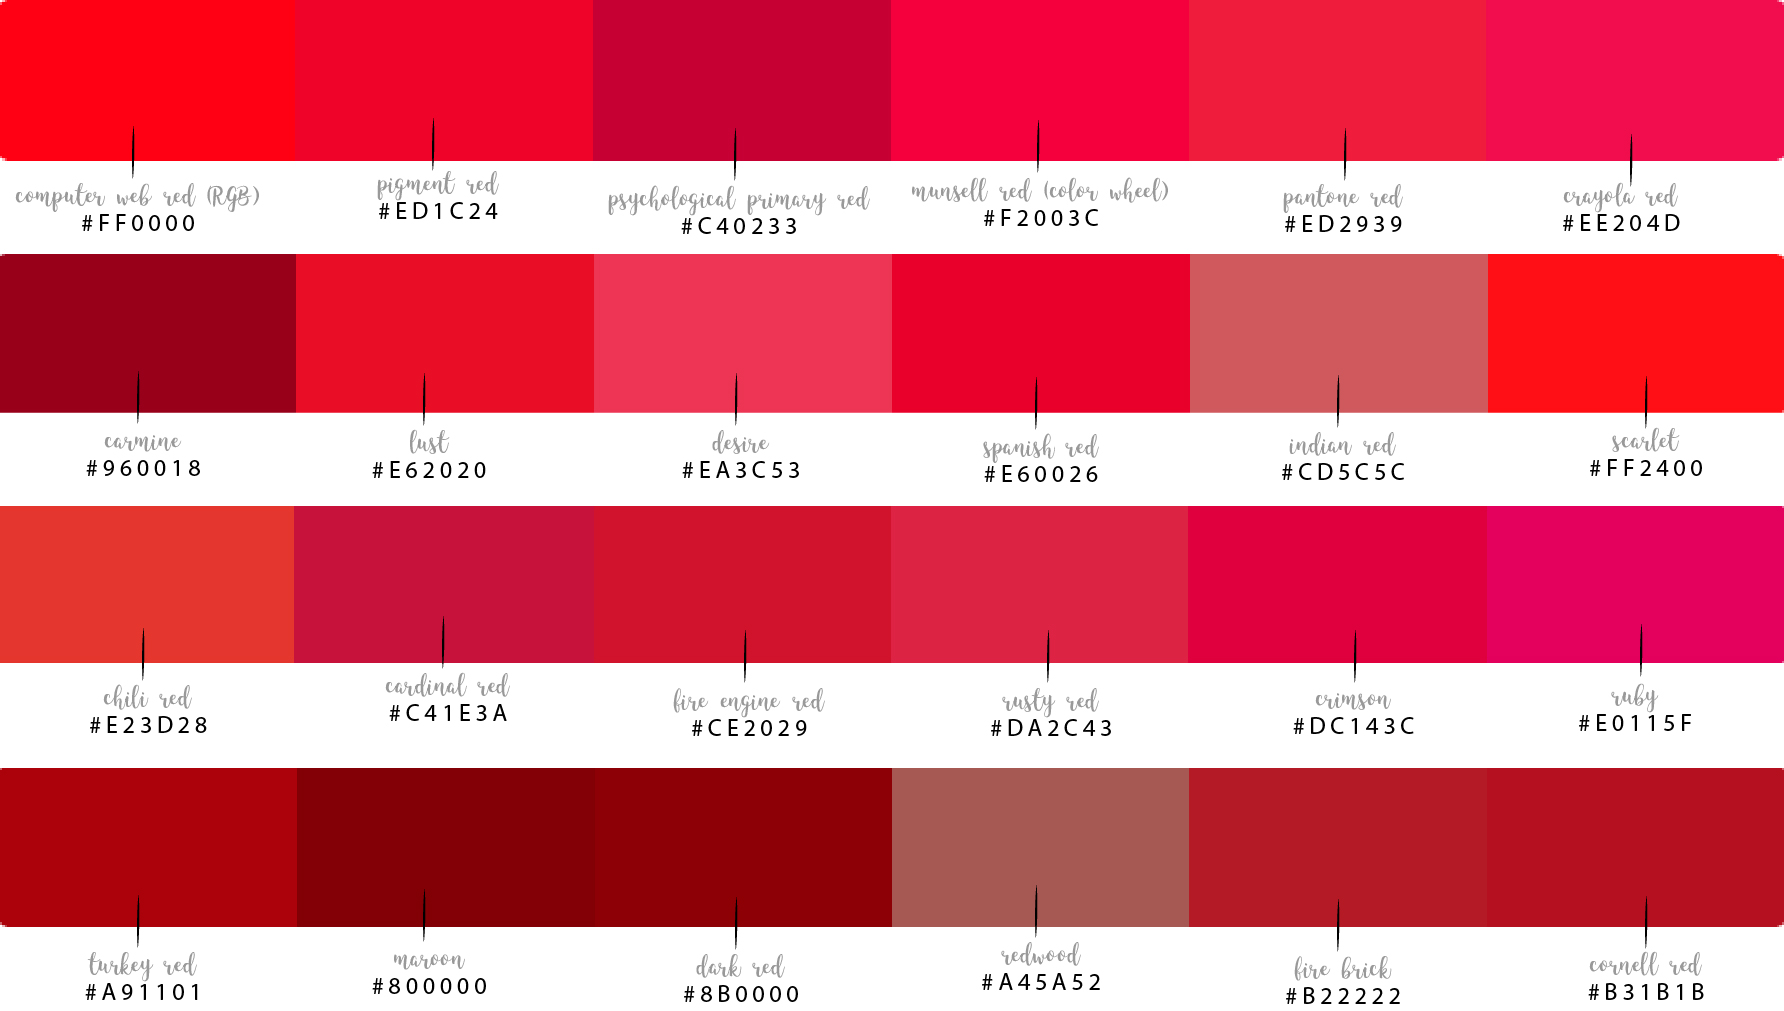 computer web red (RGB)
#FF0000
pigment red
#ED1C24
psychological primary red
#C40233
munsell red (color wheel)
#F2003C
pantone red
#ED2939
crayola red
#EE204D
carmine
#960018
lust
#E62020
desire
#EA3C53
spanish red
#E60026
indian red
#CD5C5C
scarlet
#FF2400
chili red
#E23D28
cardinal red
#C41E3A
fire engine red
#CE2029
rusty red
#DA2C43
crimson
#DC143C
ruby
#E0115F
turkey red
#A91101
maroon
#800000
dark red
#8B0000
redwood
#A45A52
fire brick
#B22222
cornell red
#B31B1B